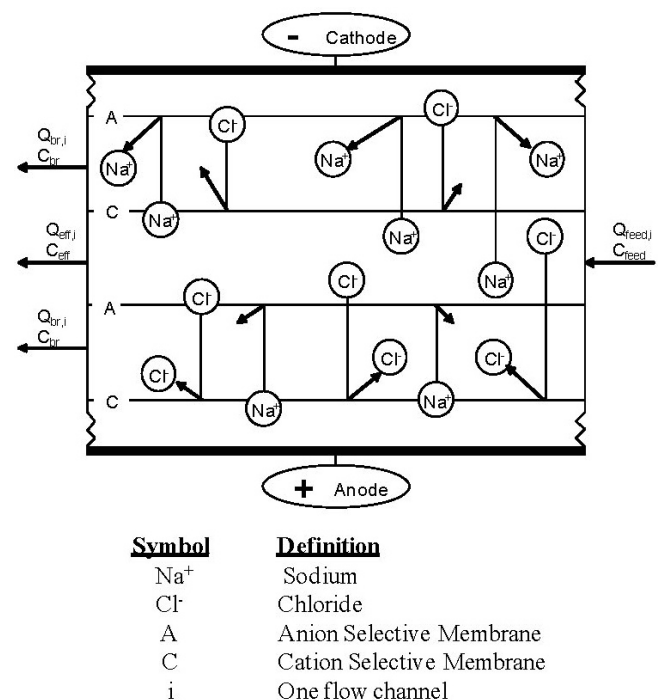 - Cathode
A
Cl-
Cl-
Qbr,i
Cbr
Na+
Na+
Na+
C
Na+
Na+
Cl-
Qeff,i
Ceff
Qfeed,i
Cfeed
Cl-
Na+
Cl-
A
Qbr,i
Cbr
Cl-
Cl-
Cl-
C
Na+
Na+
+ Anode
Symbol Definition
Na+ Sodium
Cl- Chloride
A Anion Selective Membrane
C Cation Selective Membrane
i One flow channel